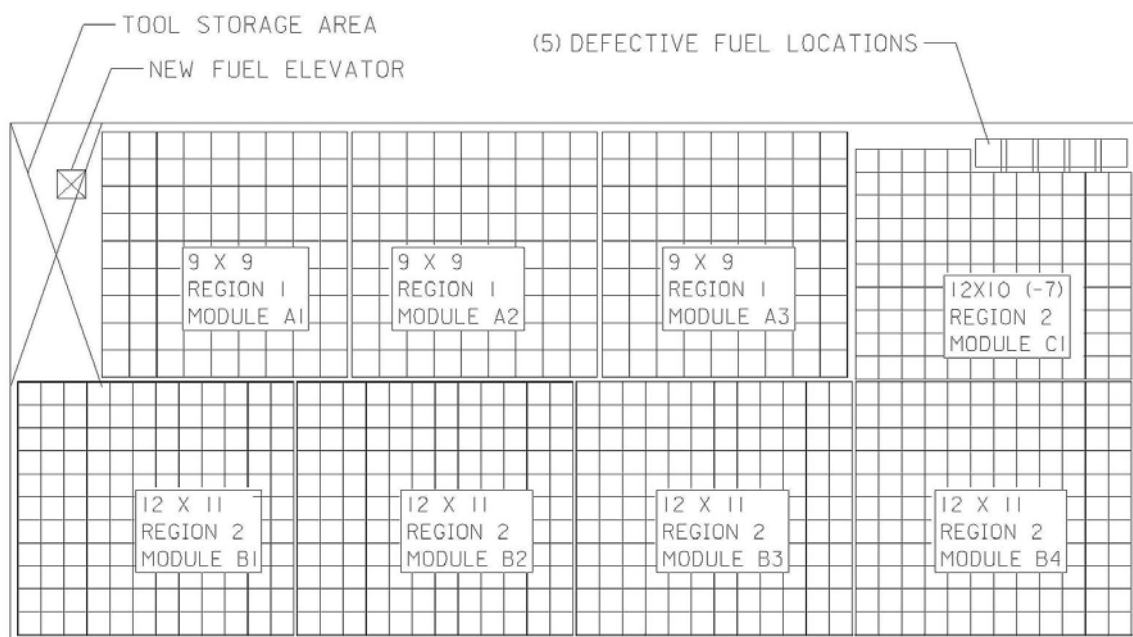 TOOL STORAGE AREA
(5) DEFECTIVE FUEL LOCATIONS
NEW FUEL ELEVATOR
9 X 9
REGION 1
MODULE A1
9 X 9
REGION 1
MODULE A2
9 X 9
REGION 1
MODULE A3
12X10 (-7)
REGION 2
MODULE C1
12 X 11
REGION 2
MODULE B1
12 X 11
REGION 2
MODULE B2
12 X 11
REGION 2
MODULE B3
12 X 11
REGION 2
MODULE B4